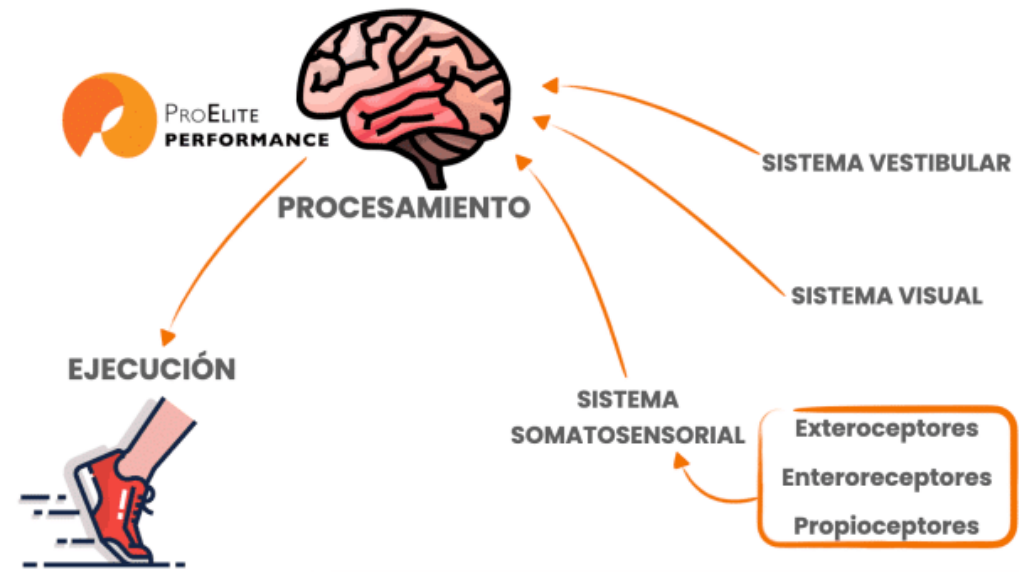 PROELITE
PERFORMANCE
PROCESAMIENTO
SISTEMA VESTIBULAR
SISTEMA VISUAL
EJECUCIÓN
SISTEMA
SOMATOSENSORIAL
Exteroceptores
Enteroreceptores
Propioceptores